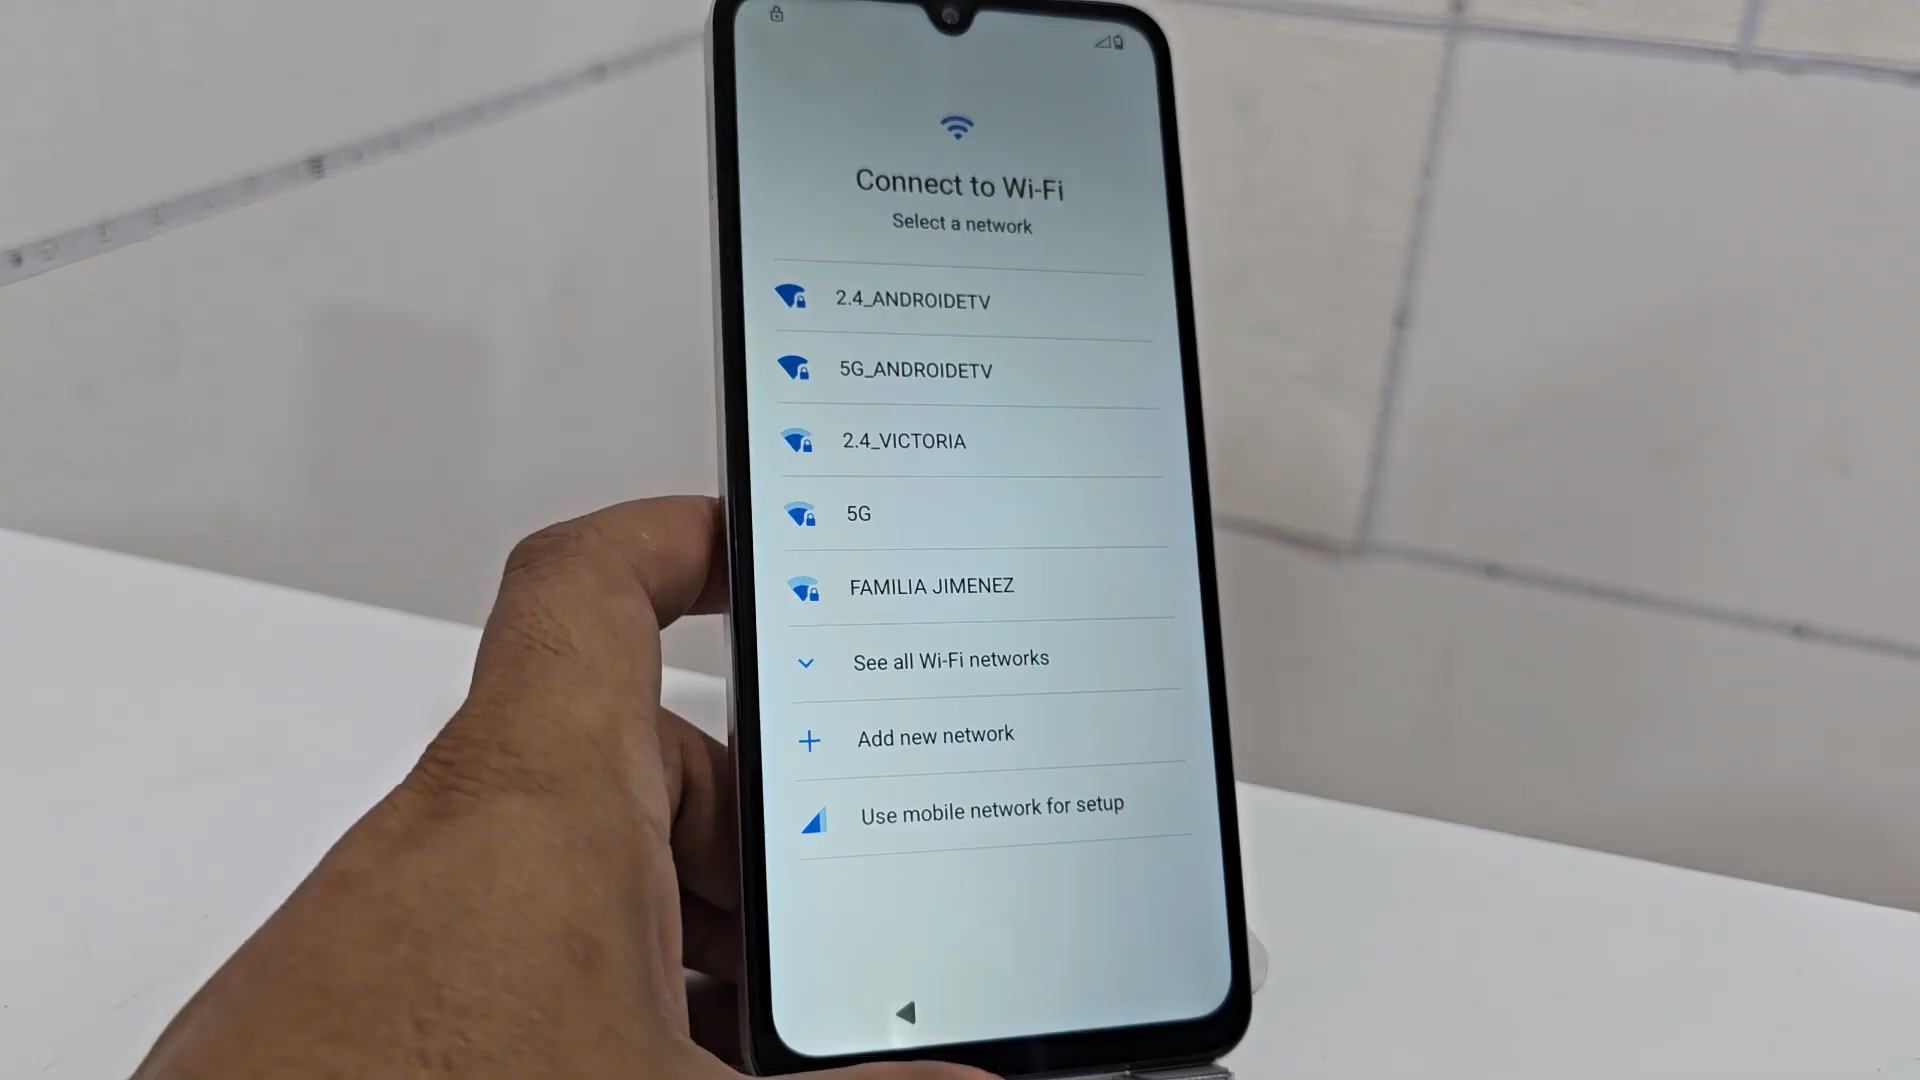 Connect to Wi-Fi
Select a network
2.4_ANDROIDETV
5G_ANDROIDETV
2.4_VICTORIA
5G
FAMILIA JIMENEZ
See all Wi-Fi networks
Add new network
Use mobile network for setup